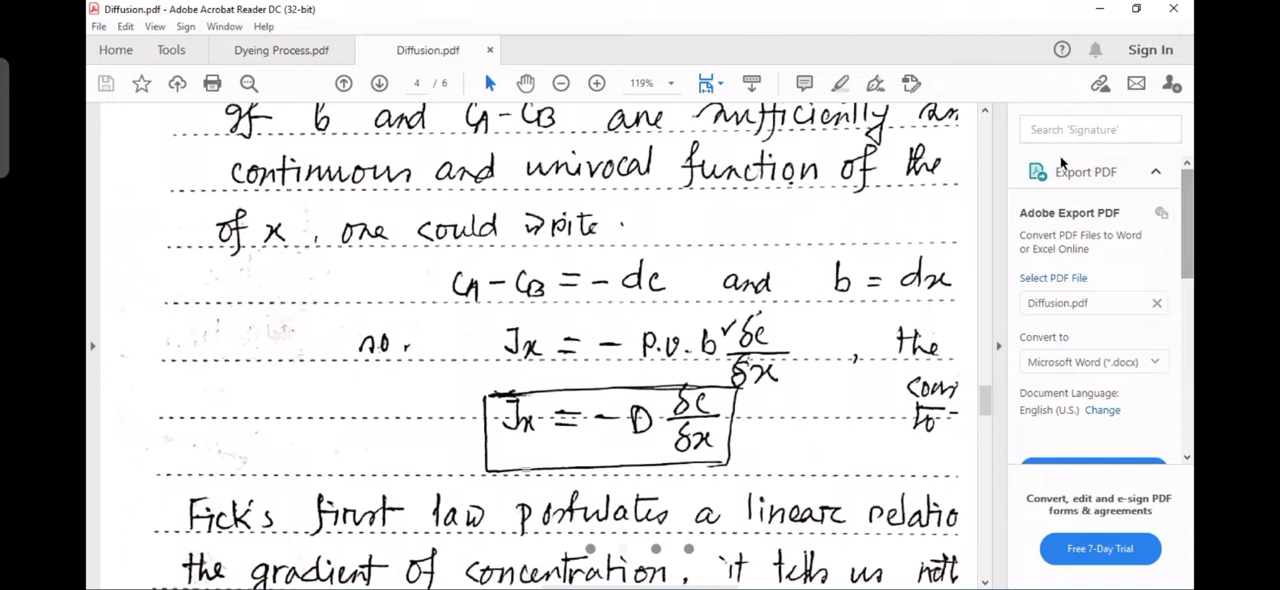 Diffusion.pdf - Adobe Acrobat Reader DC (32-bit)
File Edit View Sign Window Help
Home Tools Dyeing Process.pdf Diffusion.pdf × Sign In
4 / 6 119%
If b and CA-CB are sufficiently
continuous and univocal function of the
of x, one could write.
CA - CB = - dc and b = dx
so, Jx = - p.v.b² δc/δx , the
Jx = - D δc/δx
to
Fick's first law postulates a linear relatio
the gradient of concentration, it tells us
Search 'Signature'
Export PDF
Adobe Export PDF
Convert PDF Files to Word
or Excel Online
Select PDF File
Diffusion.pdf ×
Convert to
Microsoft Word (*.docx)
Document Language:
English (U.S.) Change
Convert, edit and e-sign PDF
forms & agreements
Free 7-Day Trial